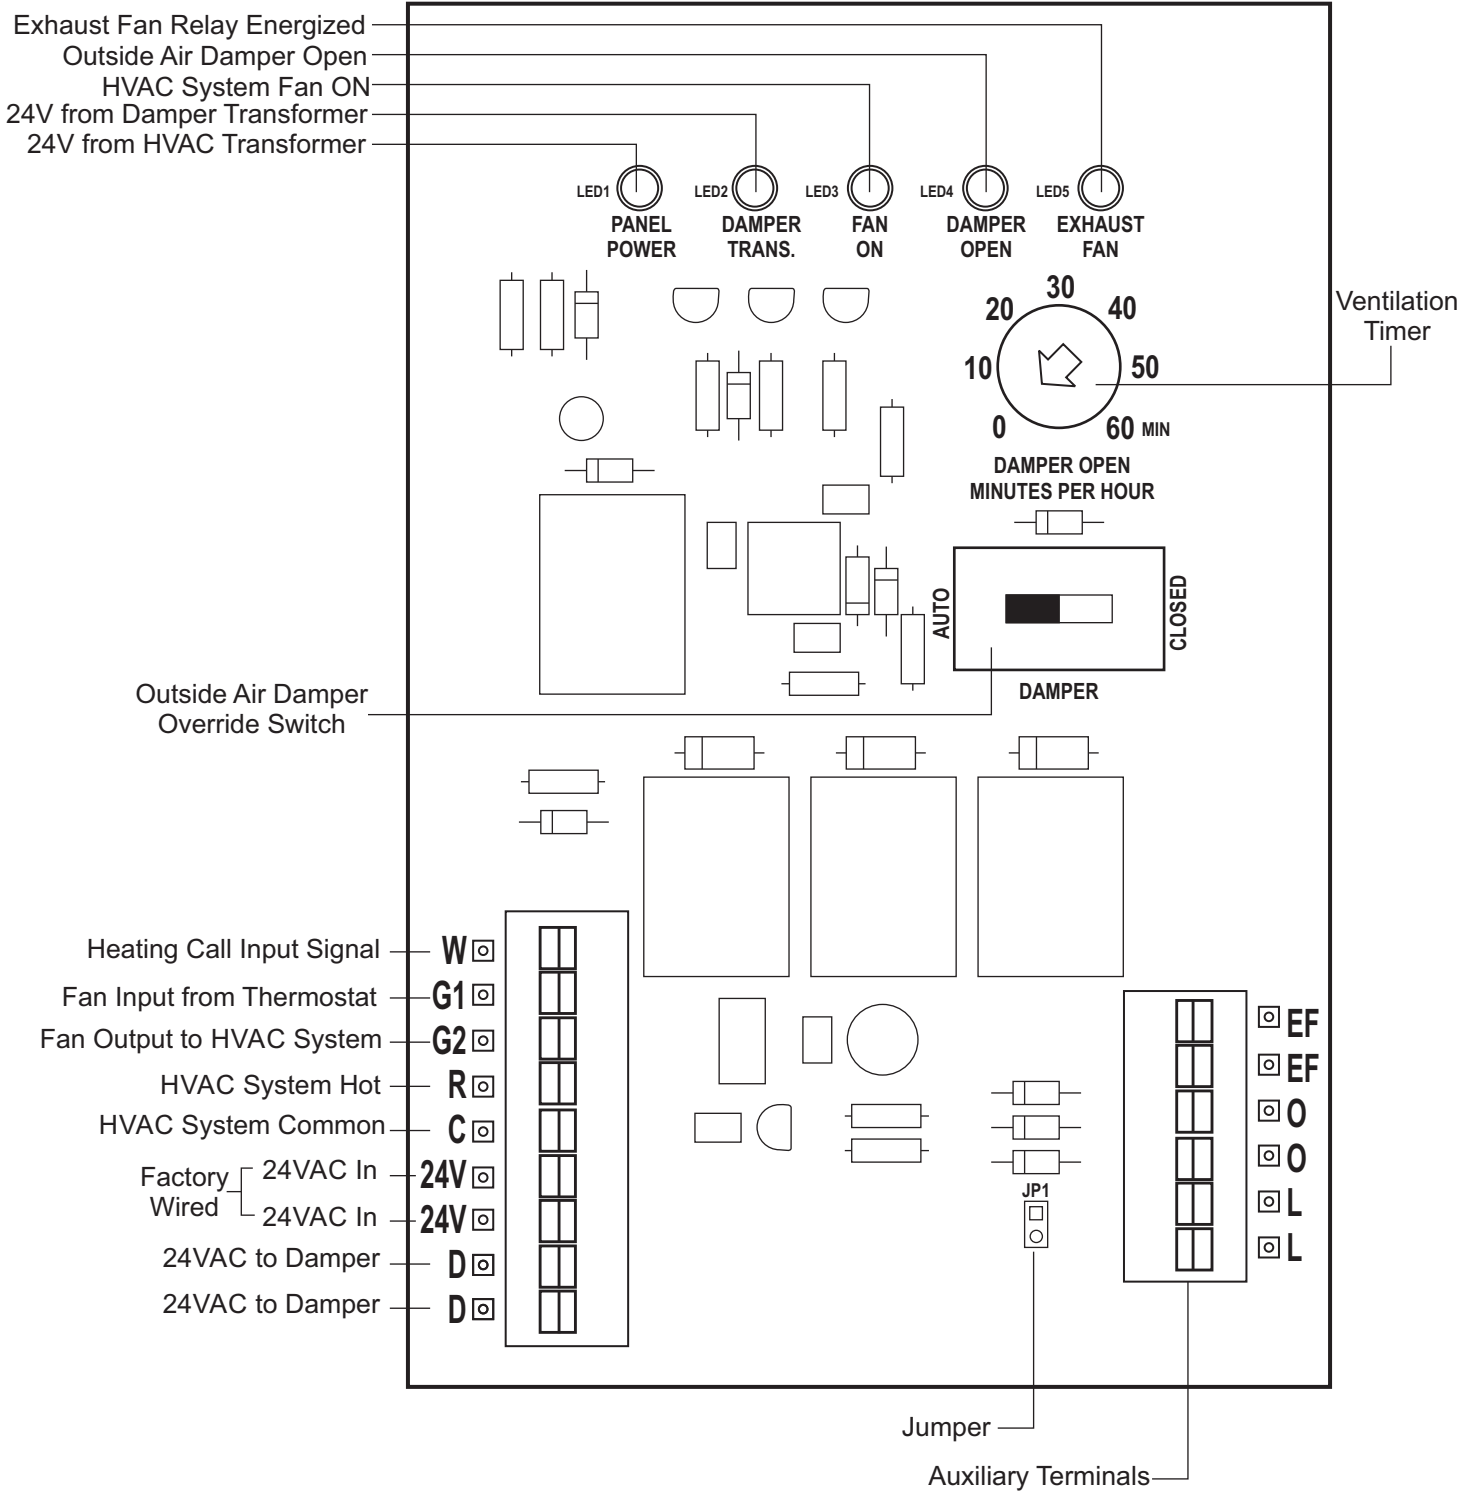 Exhaust Fan Relay Energized
Outside Air Damper Open
HVAC System Fan ON
24V from Damper Transformer
24V from HVAC Transformer
LED1
LED2
LED3
LED4
LED5
PANEL
POWER
DAMPER
TRANS.
FAN
ON
DAMPER
OPEN
EXHAUST
FAN
0
10
20
30
40
50
60 MIN
DAMPER OPEN
MINUTES PER HOUR
Ventilation
Timer
AUTO
CLOSED
DAMPER
Outside Air Damper
Override Switch
Heating Call Input Signal W
Fan Input from Thermostat G1
Fan Output to HVAC System G2
HVAC System Hot R
HVAC System Common C
Factory
Wired
24VAC In 24V
24VAC In 24V
24VAC to Damper D
24VAC to Damper D
EF
EF
O
O
L
L
JP1
Jumper
Auxiliary Terminals